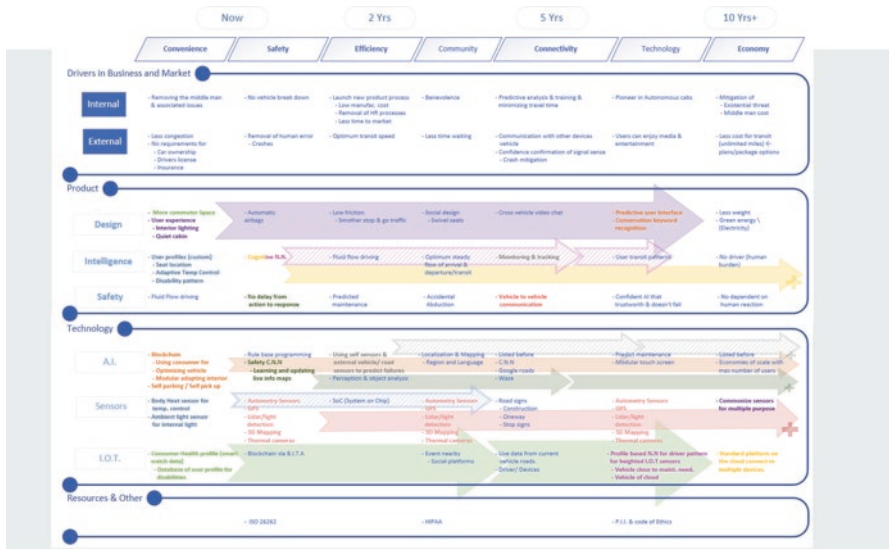 Now 2 Yrs 5 Yrs 10 Yrs+
Convenience Safety Efficiency Community Connectivity Technology Economy
Drivers in Business and Market
Internal
- Removing the middle man
& associated issues
- No vehicle break down
- Launch new product process
- Low manufac. cost
- Removal of HR processes
- Less time to market
- Benevolence
- Predictive analysis & training &
minimizing travel time
- Pioneer in Autonomous cabs
- Mitigation of
- Existential threat
- Middle man cost
External
- Less congestion
- No requirements for
- Car ownership
- Drivers license
- Insurance
- Removal of human error
- Crashes
- Optimum transit speed
- Less time waiting
- Communication with other devices
vehicle
- Confidence confirmation of signal sense
- Crash mitigation
- Users can enjoy media &
entertainment
- Less cost for transit
(unlimited miles)
plans/package options
Product
Design
- More commuter Space
- User experience
- Interior lighting
- Quiet cabin
- Automatic
airbags
- Low friction
- Smother stop & go traffic
- Social design
- Swivel seats
- Cross vehicle video chat
- Predictive user Interface
- Conversation keyword
recognition
- Less weight
- Green energy \
(Electricity)
Intelligence
- User profiles (custom)
- Seat location
- Adaptive Temp Control
- Disability pattern
- Cognitive N.N.
- Fluid flow driving
- Optimum steady
flow of arrival &
departure/transit
- Monitoring & tracking
- User transit patterns
- No driver (human
burden)
Safety
- Fluid Flow driving
- No delay from
action to response
- Predicted
maintenance
- Accidental
Abduction
- Vehicle to vehicle
communication
- Confident AI that
trustworth & doesn't fail
- No dependent on
human reaction
Technology
A.I.
- Blockchain
- Using consumer for
- Optimizing vehicle
- Modular adapting interior
- Self parking / Self pick up
- Rule base programming
- Safety C.N.N
- Learning and updating
live info maps
- Using self sensors &
external vehicle/ road
sensors to predict failures
- Perception & object analysis
- Localization & Mapping
- Region and Language
- Listed before
- C.N.N
- Google roads
- Waze
- Predict maintenance
- Modular touch screen
- Listed before
- Economies of scale with
max number of users
Sensors
- Body Heat sensor for
temp. control
- Ambient light sensor
for internal light
- Autometry Sensors
GPS
- Lidar/light
detection
- 3D Mapping
- Thermal cameras
- SoC (System on Chip)
- Autometry Sensors
GPS
- Lidar/light
detection
- 3D Mapping
- Thermal Cameras
- Road signs
- Construction
- Oneway
- Stop signs
- Autometry Sensors
GPS
- Lidar/light
detection
- 3D Mapping
- Thermal cameras
- Communize sensors
for multiple purpose
I.O.T.
- Consumer Health profile (smart
watch data)
- Database of user profile for
disabilities
- Blockchain via
- Event nearby
- Social platforms
- Live data from current
vehicle roads.
- Driver/ Devices
- Profile based N.N for driver pattern
for heighted I.O.T sensors
- Vehicle close to maint. need.
- Vehicle of cloud
- Standard platform on
the cloud connect to
multiple devices.
Resources & Other
- ISO 26262
- HIPAA
- P.I.I. & code of Ethics